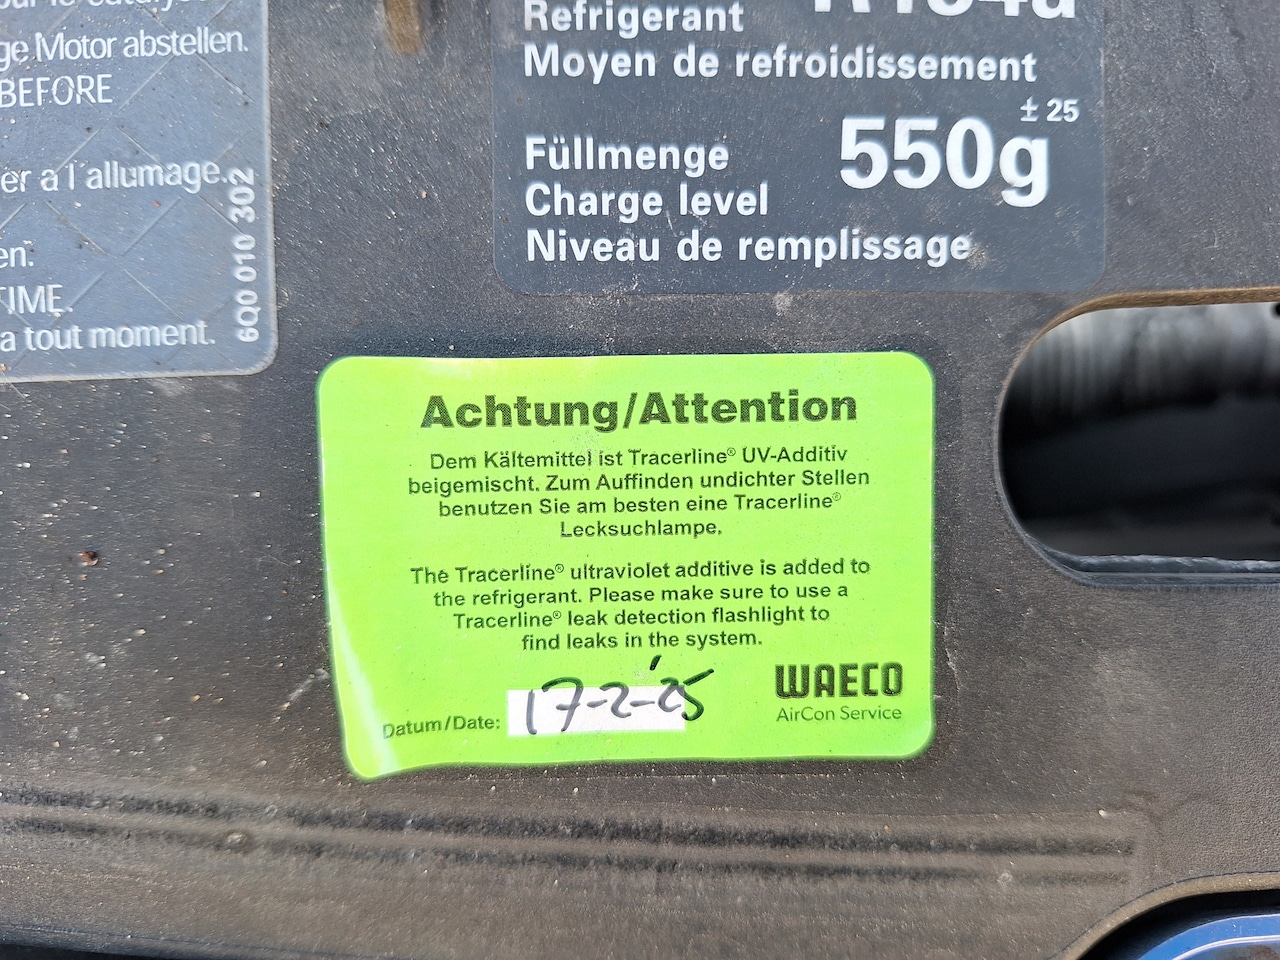 ge Motor abstellen.
BEFORE
er a l'allumage.
en:
TIME.
a tout moment.
6Q0 010 302
Refrigerant R134a
Moyen de refroidissement
± 25
Füllmenge 550g
Charge level
Niveau de remplissage
Achtung/Attention
Dem Kältemittel ist Tracerline® UV-Additiv
beigemischt. Zum Auffinden undichter Stellen
benutzen Sie am besten eine Tracerline®
Lecksuchlampe.
The Tracerline® ultraviolet additive is added to
the refrigerant. Please make sure to use a
Tracerline® leak detection flashlight to
find leaks in the system.
Datum/Date: 17-2-'25
WAECO
AirCon Service